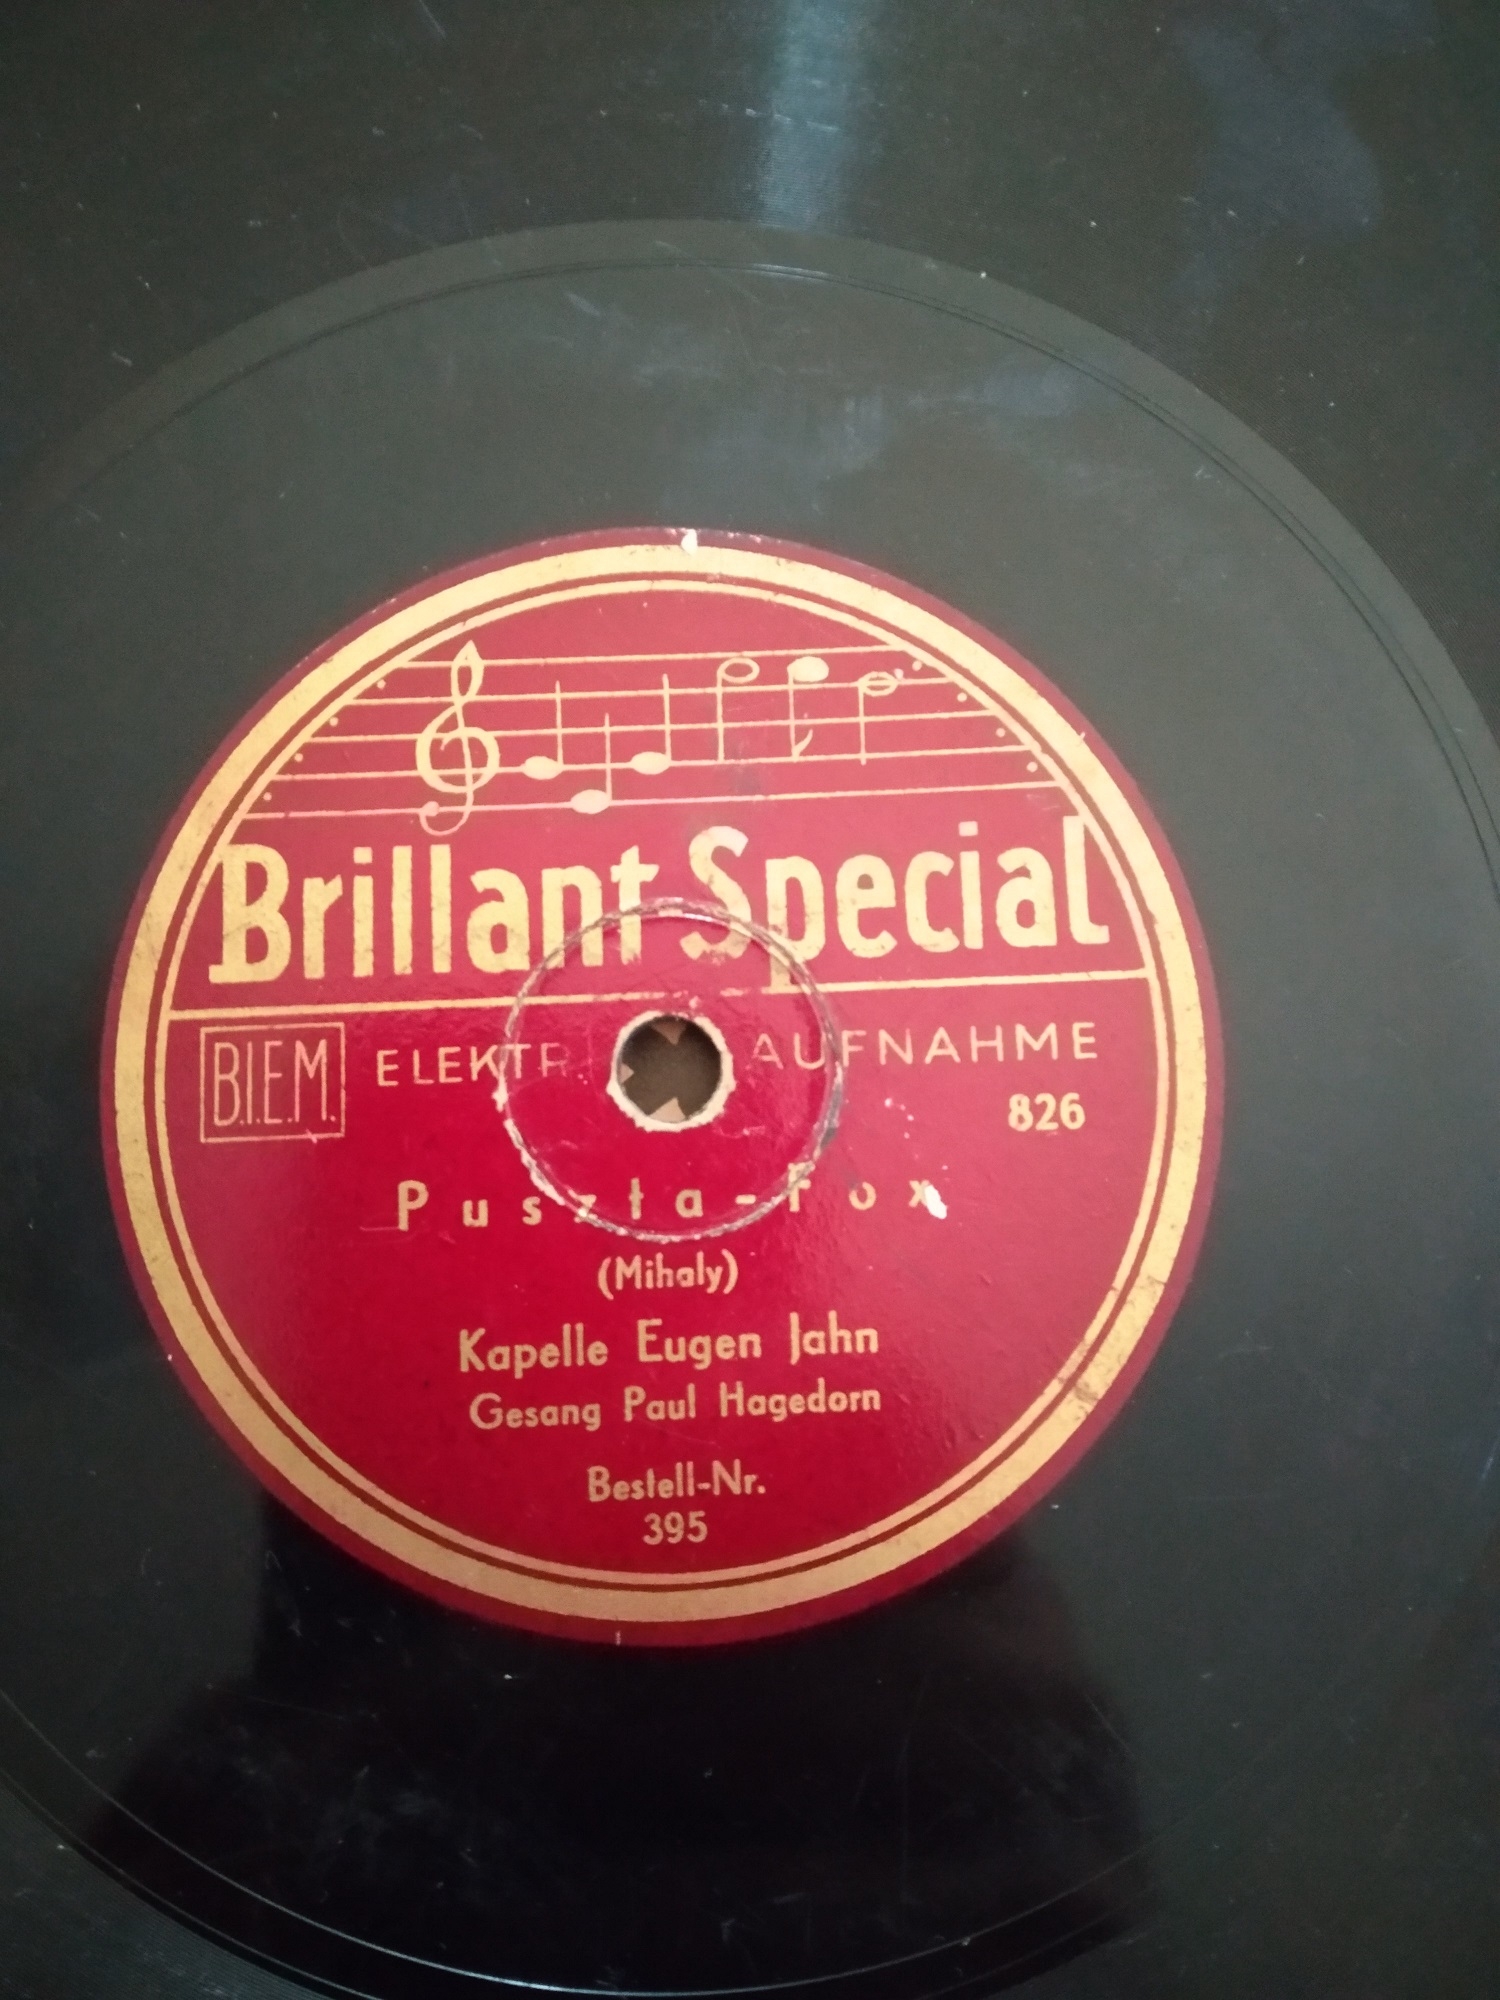 Brillant Special
B.I.E.M. ELEKTR. AUFNAHME
826
Puszta-Fox
(Mihaly)
Kapelle Eugen Jahn
Gesang Paul Hagedorn
Bestell-Nr.
395